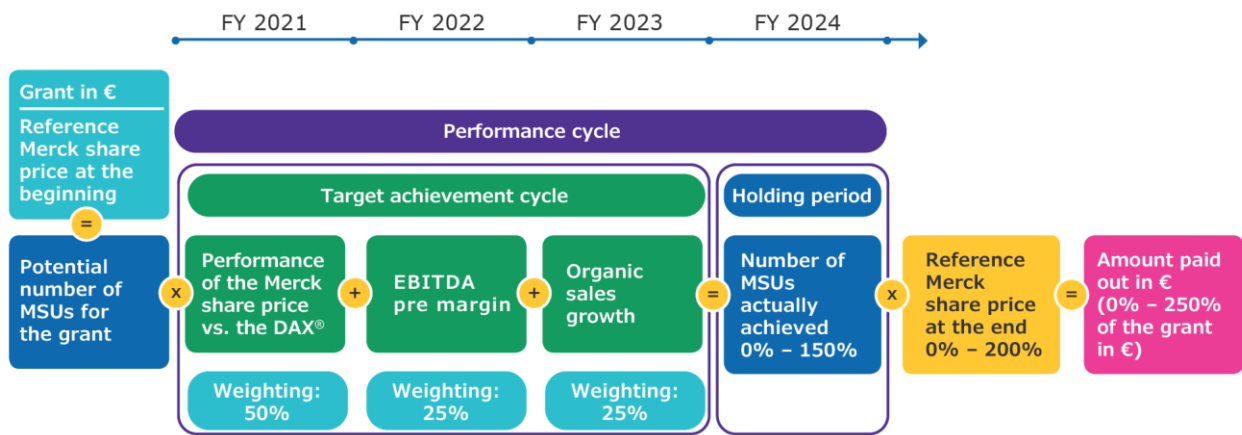 FY 2021 FY 2022 FY 2023 FY 2024
Grant in €
Reference
Merck share
price at the
beginning
=
Potential
number of
MSUs for
the grant
Performance cycle
Target achievement cycle
Holding period
x
Performance
of the Merck
share price
vs. the DAX®
+
EBITDA
pre margin
+
Organic
sales
growth
=
Number of
MSUs
actually
achieved
0% – 150%
x
Reference
Merck
share price
at the end
0% – 200%
=
Amount paid
out in €
(0% – 250%
of the grant
in €)
Weighting:
50%
Weighting:
25%
Weighting:
25%